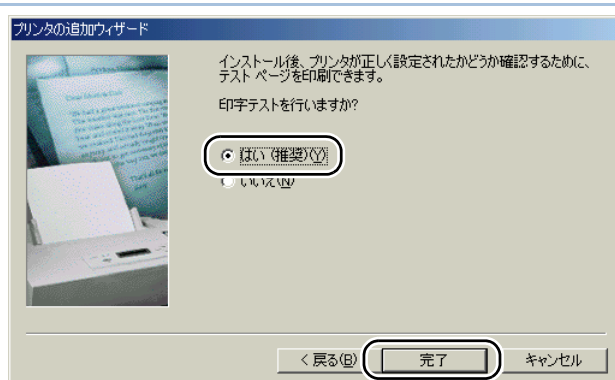 プリンタの追加ウィザード
インストール後、プリンタが正しく設定されたかどうか確認するために、
テスト ページを印刷できます。
印字テストを行いますか?
はい (推奨)(Y)
いいえ(N)
< 戻る(B)
完了
キャンセル